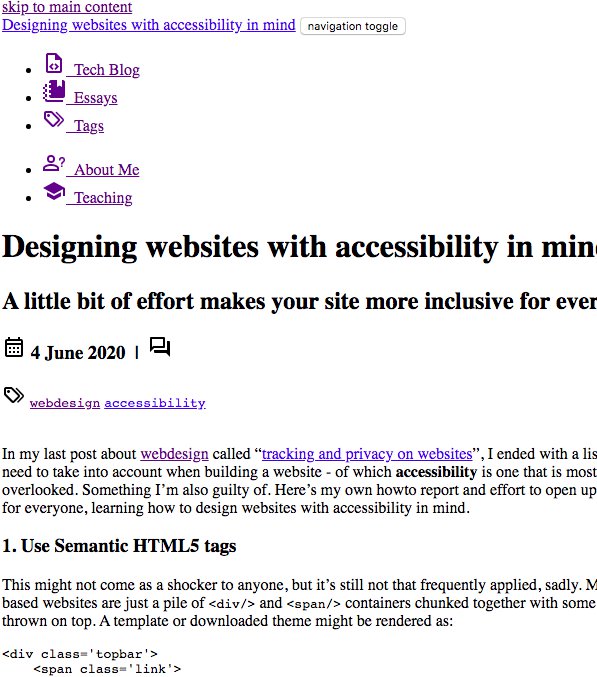 skip to main content
Designing websites with accessibility in mind navigation toggle
Tech Blog
Essays
Tags
About Me
Teaching
Designing websites with accessibility in min
A little bit of effort makes your site more inclusive for ever
4 June 2020 |
webdesign accessibility
In my last post about webdesign called “tracking and privacy on websites”, I ended with a lis
need to take into account when building a website - of which accessibility is one that is most
overlooked. Something I’m also guilty of. Here’s my own howto report and effort to open up
for everyone, learning how to design websites with accessibility in mind.
1. Use Semantic HTML5 tags
This might not come as a shocker to anyone, but it’s still not that frequently applied, sadly. M
based websites are just a pile of <div/> and <span/> containers chunked together with some
thrown on top. A template or downloaded theme might be rendered as:
<div class='topbar'>
<span class='link'>